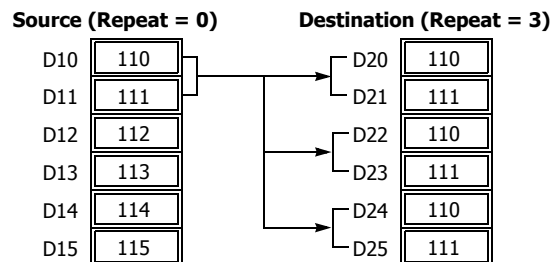 Source (Repeat = 0) Destination (Repeat = 3)
D10 110 D20 110
D11 111 D21 111
D12 112 D22 110
D13 113 D23 111
D14 114 D24 110
D15 115 D25 111